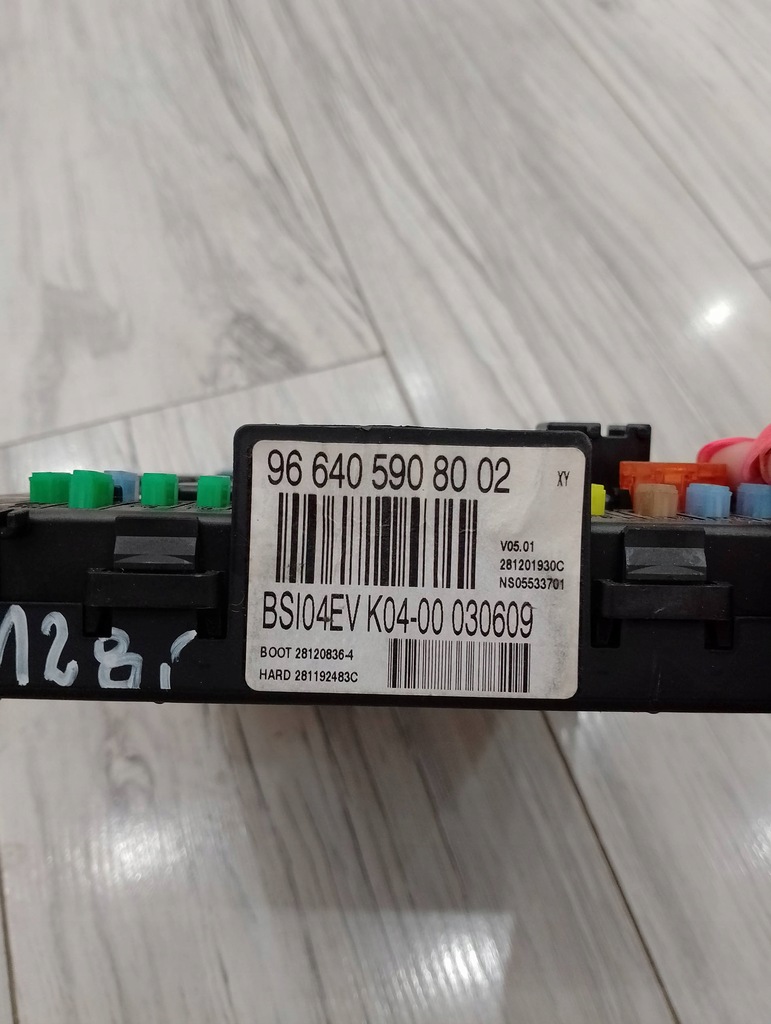 96 640 590 80 02
XY
V05.01
281201930C
NS05533701
BSI04EV K04-00 030609
BOOT 28120836-4
HARD 281192483C